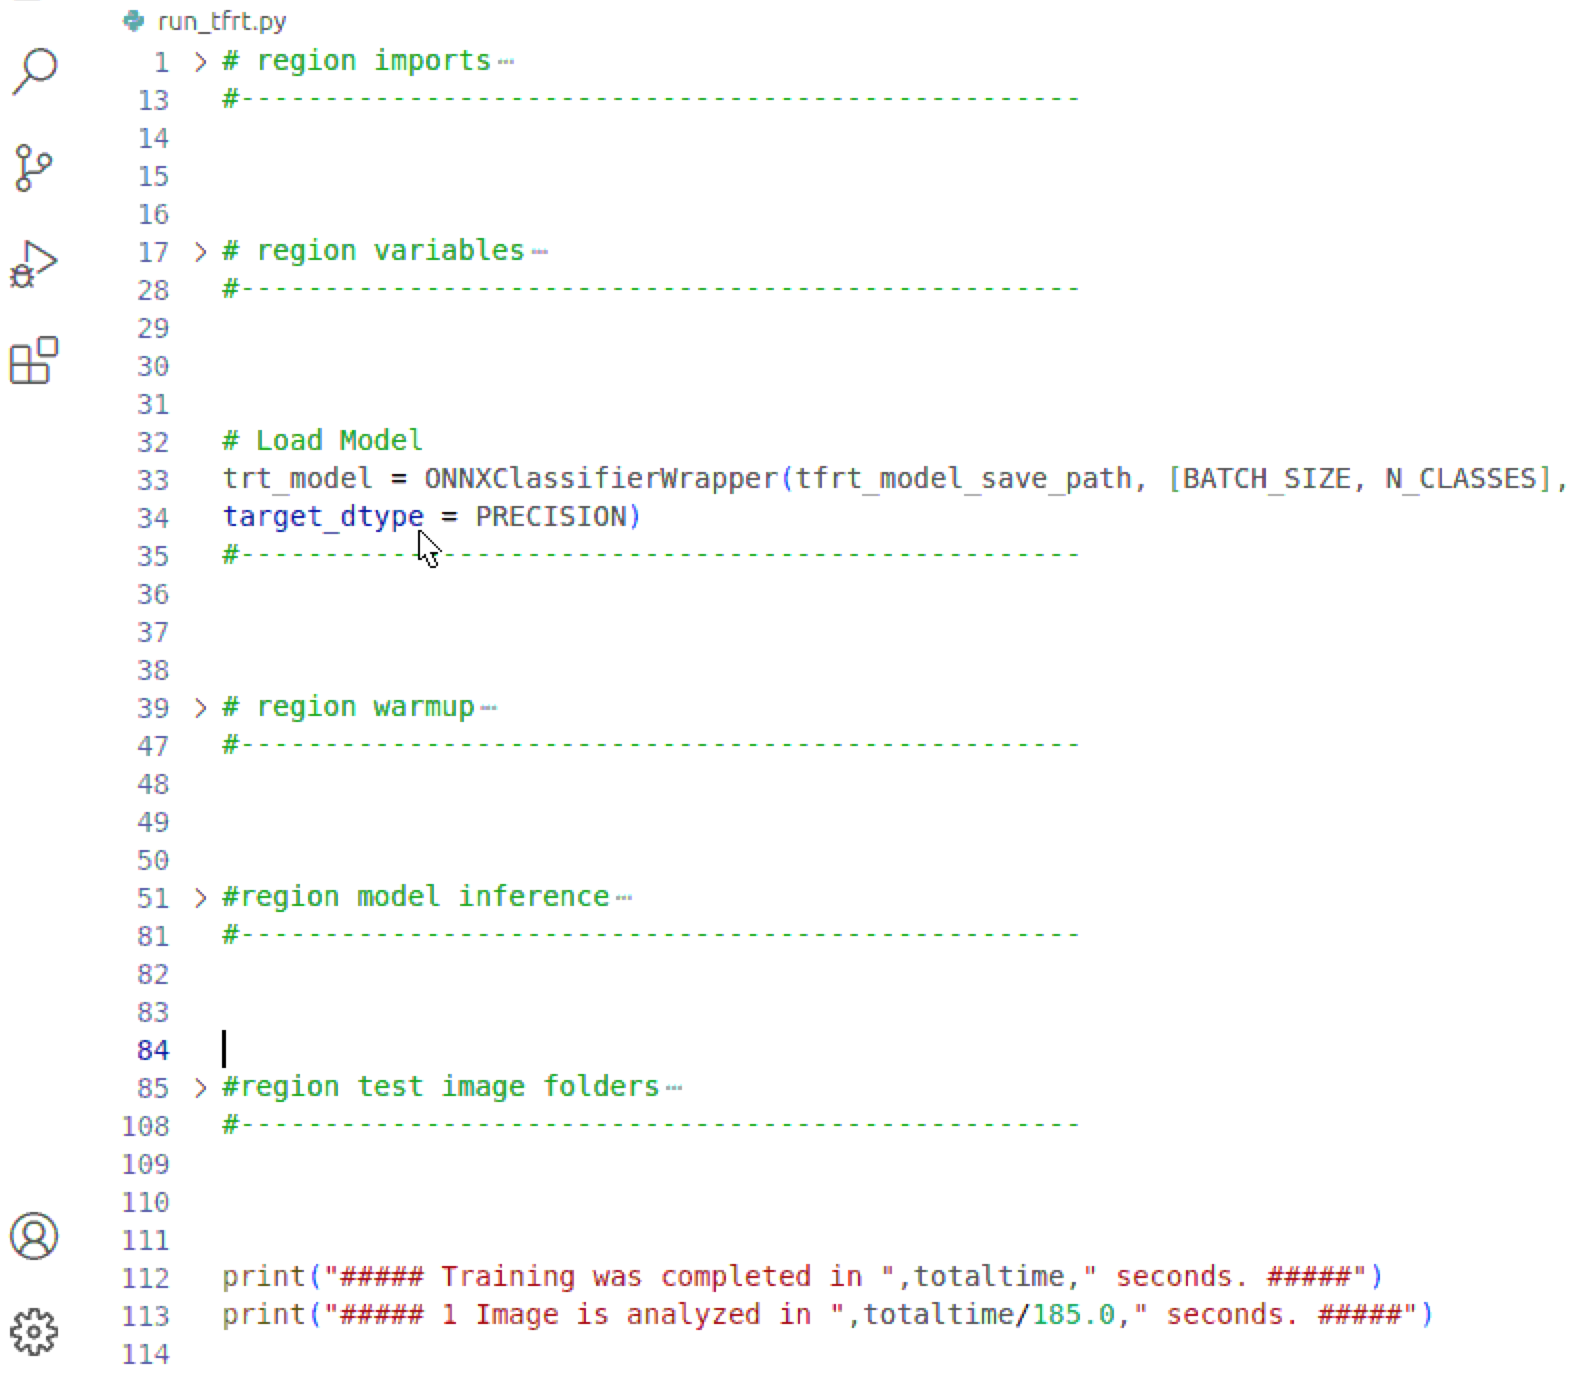 run_tfrt.py
1 > # region imports ···
13 #--------------------------------------------------
14
15
16
17 > # region variables ···
28 #--------------------------------------------------
29
30
31
32 # Load Model
33 trt_model = ONNXClassifierWrapper(tfrt_model_save_path, [BATCH_SIZE, N_CLASSES],
34 target_dtype = PRECISION)
35 #--------------------------------------------------
36
37
38
39 > # region warmup ···
47 #--------------------------------------------------
48
49
50
51 > #region model inference ···
81 #--------------------------------------------------
82
83
84
85 > #region test image folders ···
108 #--------------------------------------------------
109
110
111
112 print("##### Training was completed in ",totaltime," seconds. #####")
113 print("##### 1 Image is analyzed in ",totaltime/185.0," seconds. #####")
114